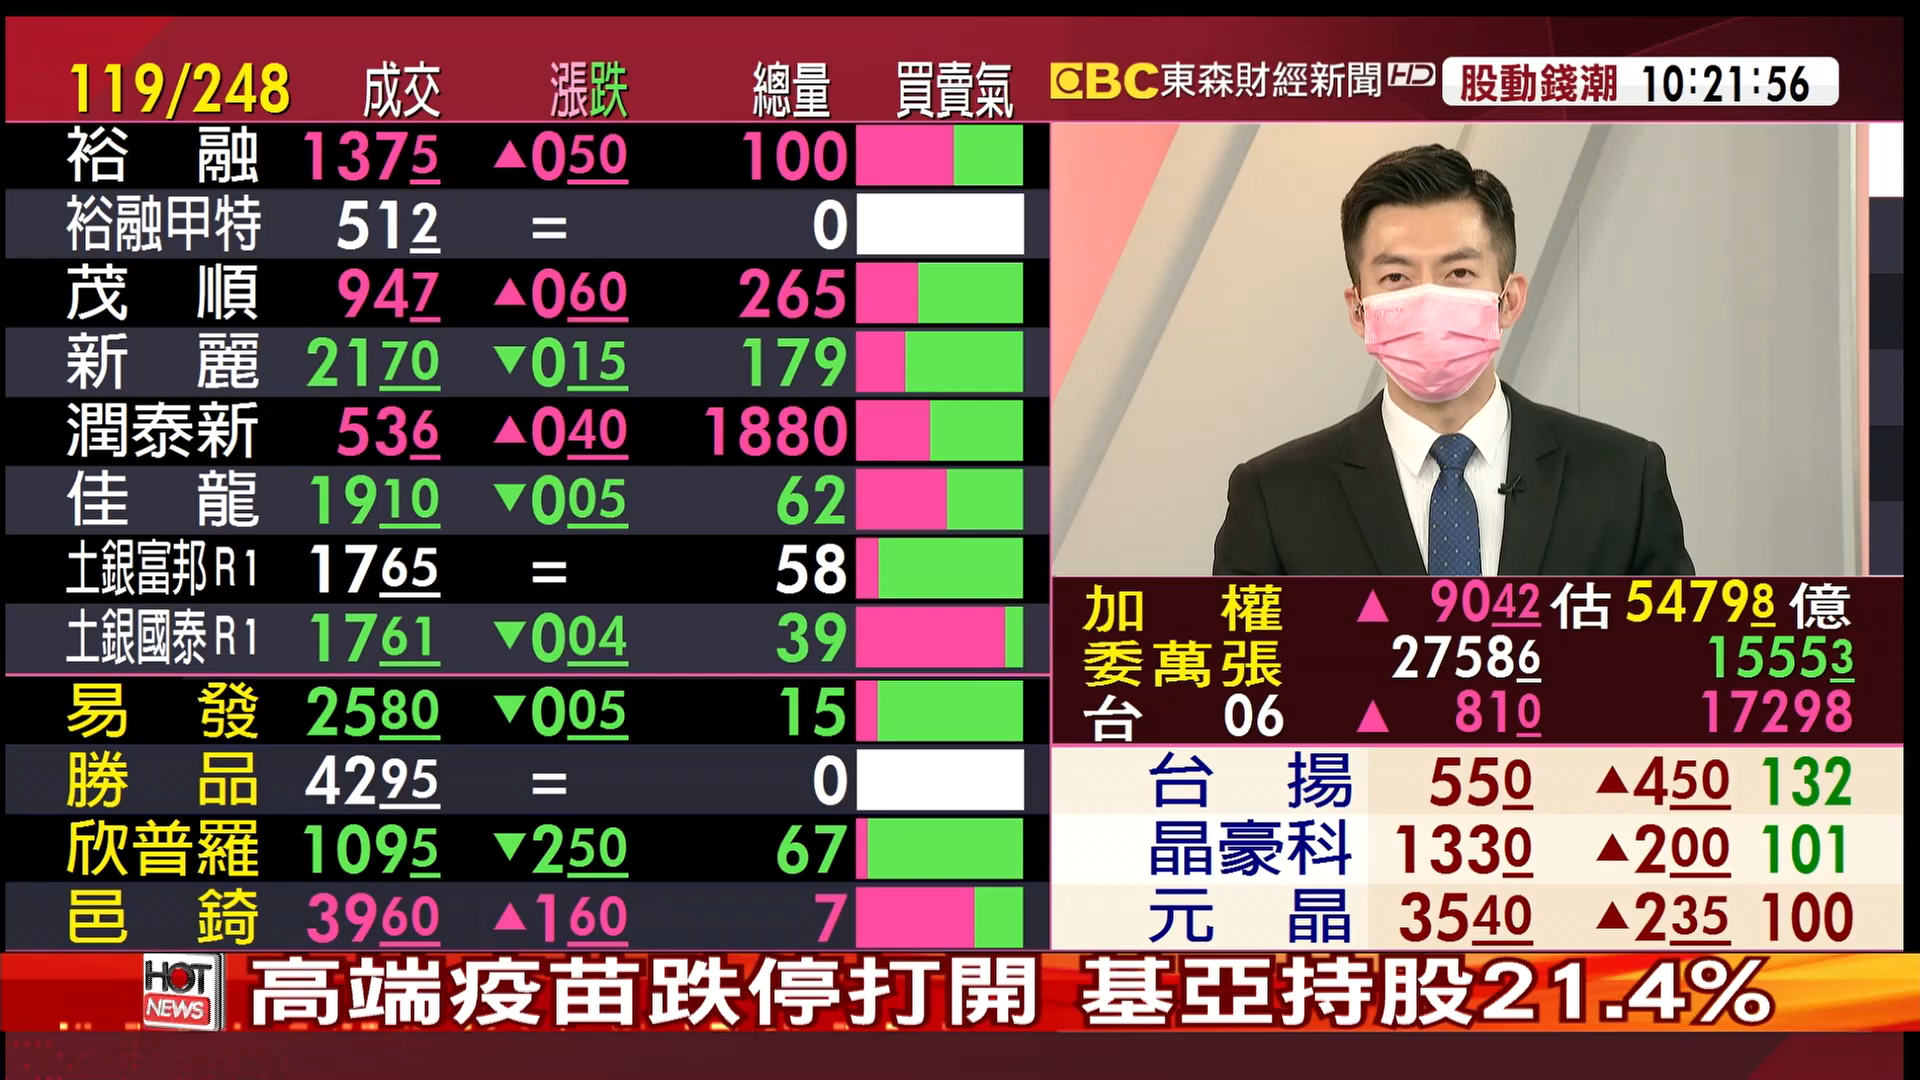 119/248 成交 漲跌 總量 買賣氣
裕融 1375 ▲050 100
裕融甲特 512 = 0
茂順 947 ▲060 265
新麗 2170 ▼015 179
潤泰新 536 ▲040 1880
佳龍 1910 ▼005 62
土銀富邦R1 1765 = 58
土銀國泰R1 1761 ▼004 39
易發 2580 ▼005 15
勝品 4295 = 0
欣普羅 1095 ▼250 67
邑錡 3960 ▲160 7
EBC東森財經新聞HD 股動錢潮 10:21:56
加權 ▲ 9042 估 54798 億
委萬張 27586 15553
台 06 ▲ 810 17298
台揚 550 ▲450 132
晶豪科 1330 ▲200 101
元晶 3540 ▲235 100
HOT NEWS
高端疫苗跌停打開 基亞持股21.4%